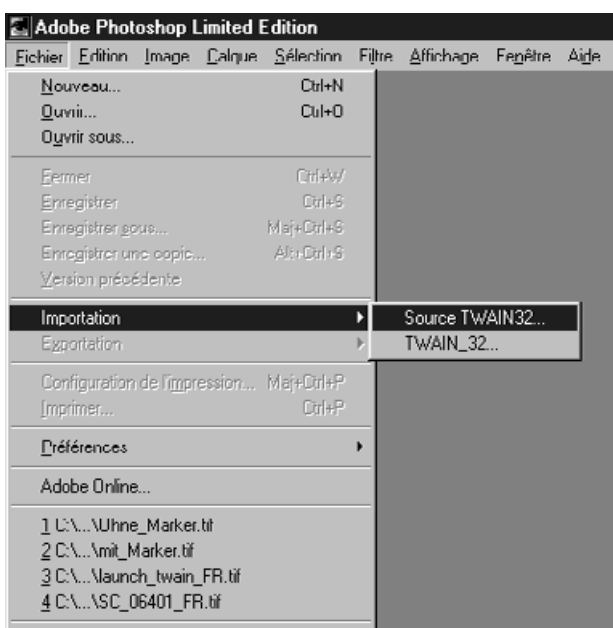 Adobe Photoshop Limited Edition
Fichier Edition Image Calque Sélection Filtre Affichage Fenêtre Aide
Nouveau... Ctrl+N
Ouvrir... Ctrl+O
Ouvrir sous...
Fermer Ctrl+W
Enregistrer Ctrl+S
Enregistrer sous... Maj+Ctrl+S
Enregistrer une copie... Alt+Ctrl+S
Version précédente
Importation Source TWAIN32...
Exportation TWAIN_32...
Configuration de l'impression... Maj+Ctrl+P
Imprimer... Ctrl+P
Préférences
Adobe Online...
1 C:\...\Ohne_Marker.tif
2 C:\...\mit_Marker.tif
3 C:\...\launch_twain_FR.tif
4 C:\...\SC_06401_FR.tif